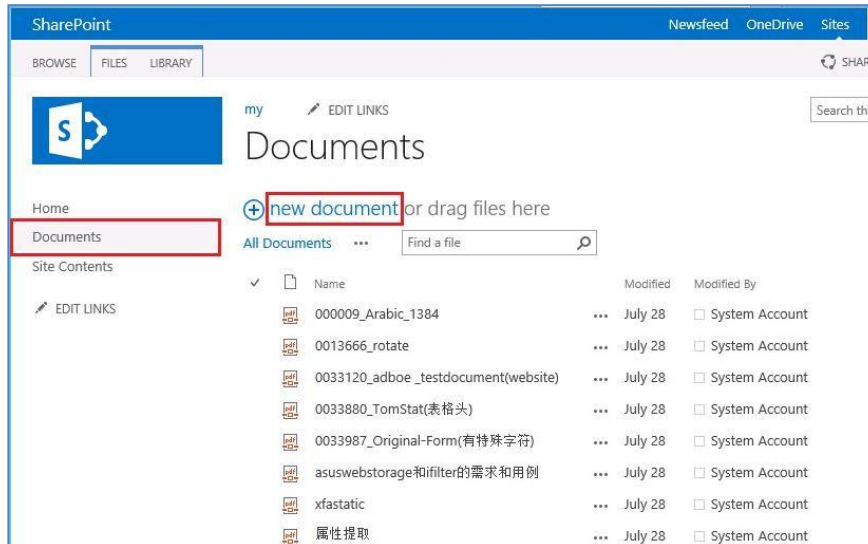 SharePoint Newsfeed OneDrive Sites
BROWSE FILES LIBRARY SHAR
S
my EDIT LINKS Search th
Documents
Home
new document or drag files here
Documents
All Documents ... Find a file
Site Contents
Name Modified Modified By
EDIT LINKS
000009_Arabic_1384 ... July 28 System Account
0013666_rotate ... July 28 System Account
0033120_adboe _testdocument(website) ... July 28 System Account
0033880_TomStat(表格头) ... July 28 System Account
0033987_Original-Form(有特殊字符) ... July 28 System Account
asuswebstorage和ifilter的需求和用例 ... July 28 System Account
xfastatic ... July 28 System Account
属性提取 ... July 28 System Account